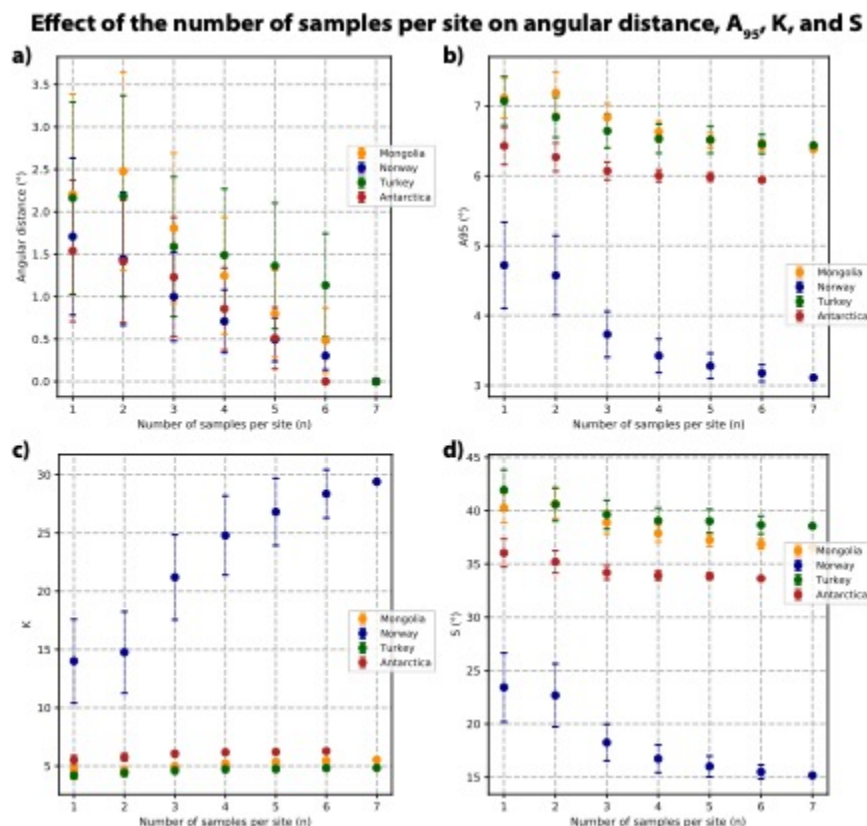 Effect of the number of samples per site on angular distance, A95, K, and S
a)
3.5
3.0
2.5
2.0
1.5
1.0
0.5
0.0
Angular distance (°)
1 2 3 4 5 6 7
Number of samples per site (n)
Mongolia
Norway
Turkey
Antarctica
b)
7
6
5
4
3
A95 (°)
1 2 3 4 5 6 7
Number of samples per site (n)
Mongolia
Norway
Turkey
Antarctica
c)
30
25
20
15
10
5
K
1 2 3 4 5 6 7
Number of samples per site (n)
Mongolia
Norway
Turkey
Antarctica
d)
45
40
35
30
25
20
15
S (°)
1 2 3 4 5 6 7
Number of samples per site (n)
Mongolia
Norway
Turkey
Antarctica